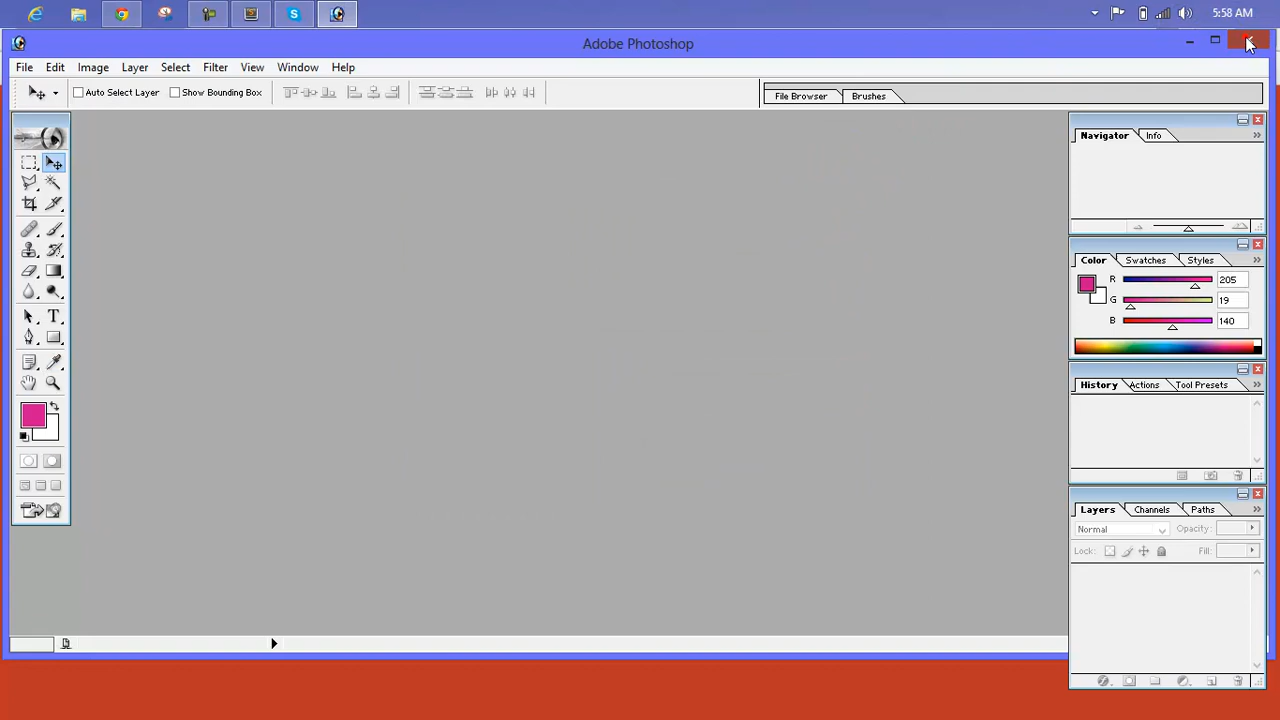 5:58 AM
Adobe Photoshop
File Edit Image Layer Select Filter View Window Help
Auto Select Layer Show Bounding Box
File Browser Brushes
Navigator Info
Color Swatches Styles
R 205
G 19
B 140
T
History Actions Tool Presets
Layers Channels Paths
Normal Opacity:
Lock: Fill: